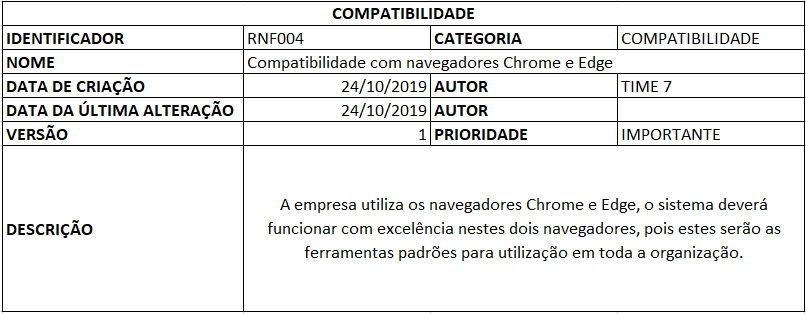 COMPATIBILIDADE
IDENTIFICADOR RNF004 CATEGORIA COMPATIBILIDADE
NOME Compatibilidade com navegadores Chrome e Edge
DATA DE CRIAÇÃO 24/10/2019 AUTOR TIME 7
DATA DA ÚLTIMA ALTERAÇÃO 24/10/2019 AUTOR
VERSÃO 1 PRIORIDADE IMPORTANTE
DESCRIÇÃO
A empresa utiliza os navegadores Chrome e Edge, o sistema deverá
funcionar com excelência nestes dois navegadores, pois estes serão as
ferramentas padrões para utilização em toda a organização.